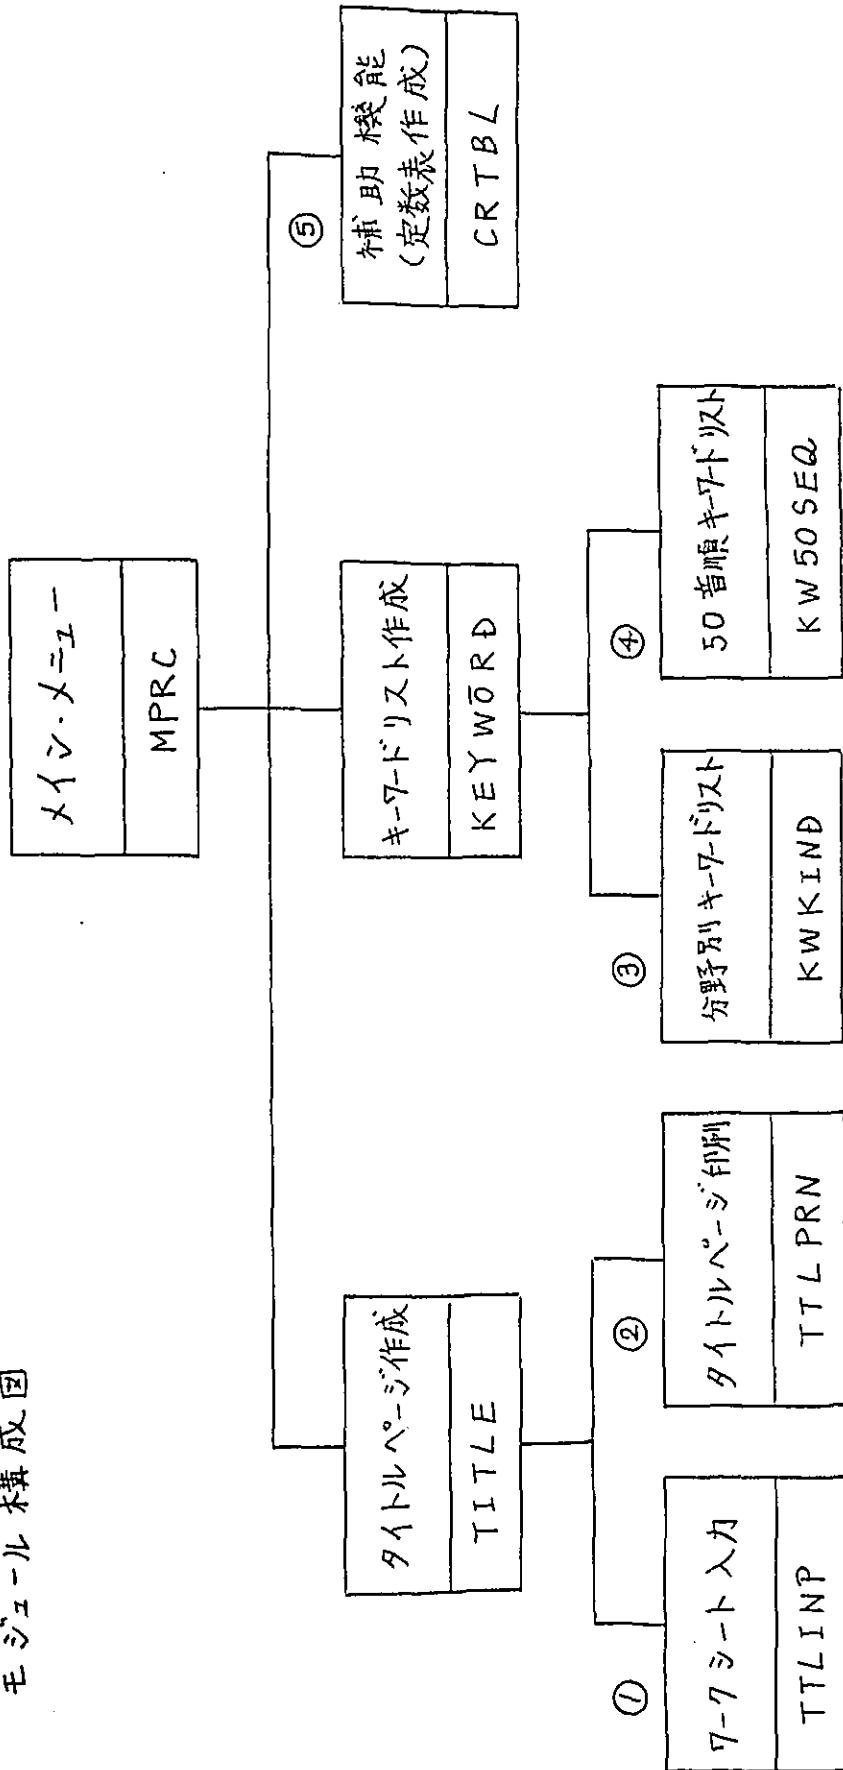 モジュール構成図
メイン・メニュー
MPRC
タイトルページ作成
TITLE
キーワードリスト作成
KEYWORD
⑤
補助機能
(定数表作成)
CRTBL
①
ワークシート入力
TTLINP
②
タイトルページ印刷
TTLPRN
③
分野別キーワードリスト
KWKIND
④
50音順キーワードリスト
KW50SEQ